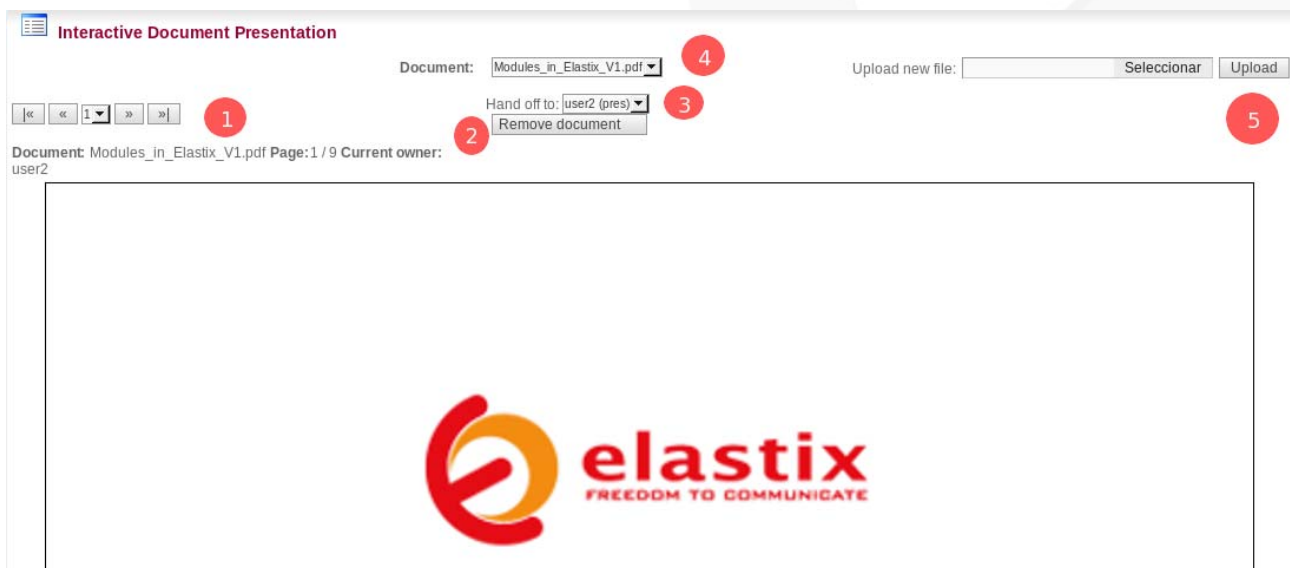 Interactive Document Presentation
Document: Modules_in_Elastix_V1.pdf 4 Upload new file: Seleccionar Upload
|« « 1 » »| 1 Hand off to: user2 (pres) 3 5
2 Remove document
Document: Modules_in_Elastix_V1.pdf Page: 1 / 9 Current owner:
user2
elastix
FREEDOM TO COMMUNICATE